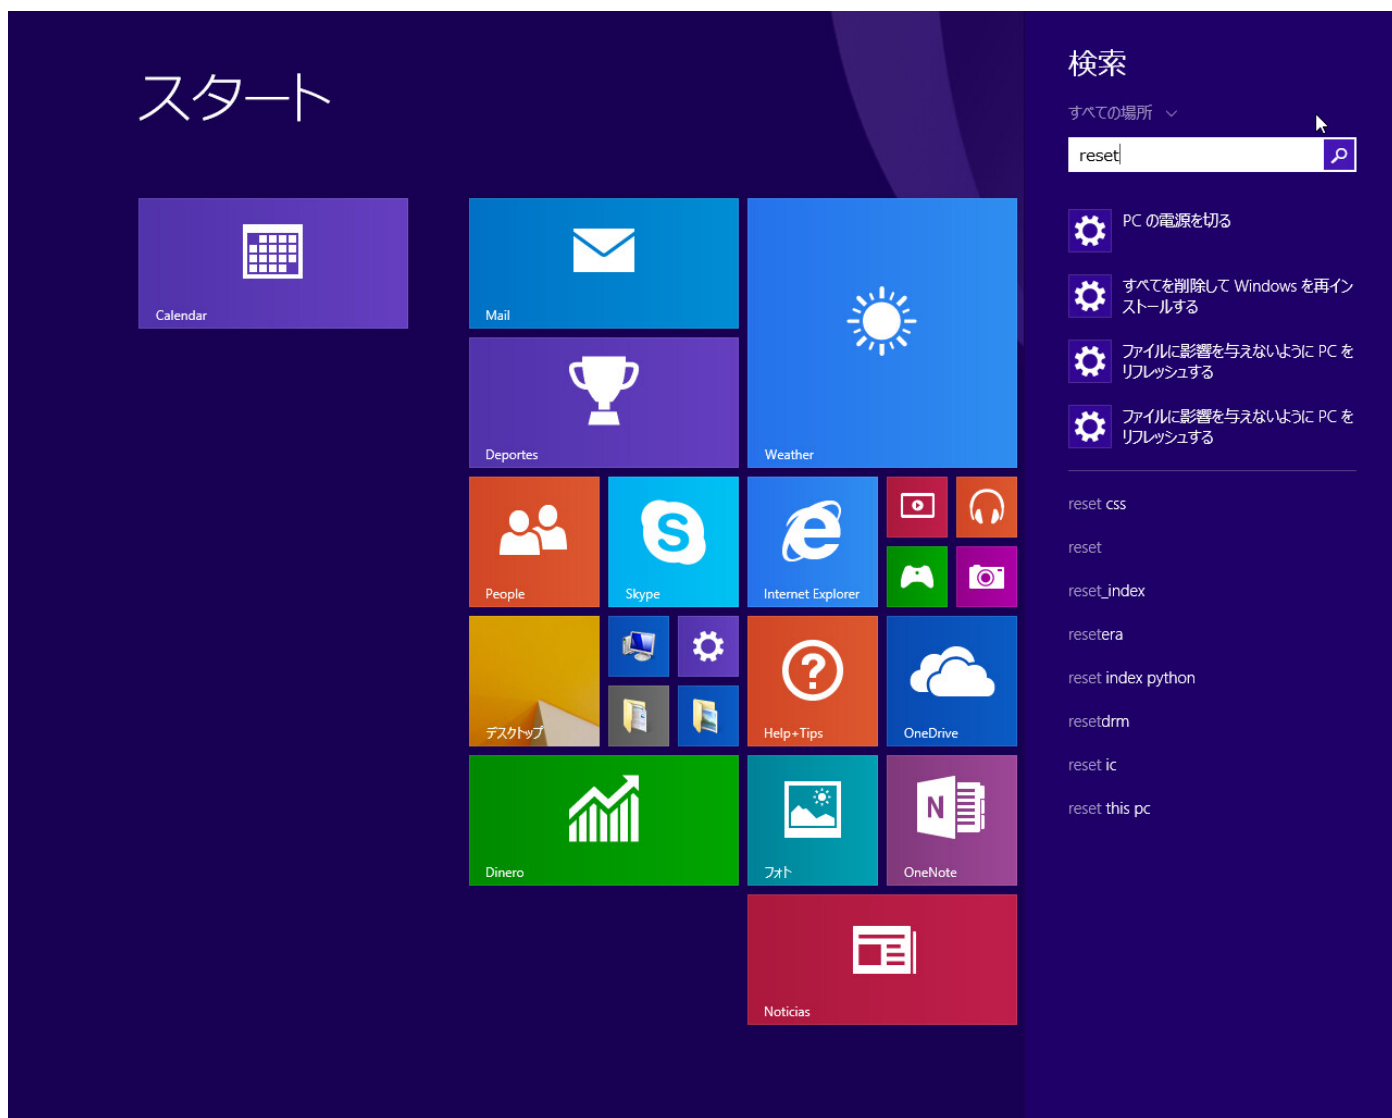 スタート
Calendar
Mail
Weather
Deportes
People
Skype
Internet Explorer
デスクトップ
Help+Tips
OneDrive
Dinero
フォト
OneNote
Noticias
検索
すべての場所
reset
PC の電源を切る
すべてを削除して Windows を再イン
ストールする
ファイルに影響を与えないように PC を
リフレッシュする
ファイルに影響を与えないように PC を
リフレッシュする
reset css
reset
reset_index
resetera
reset index python
resetdrm
reset ic
reset this pc